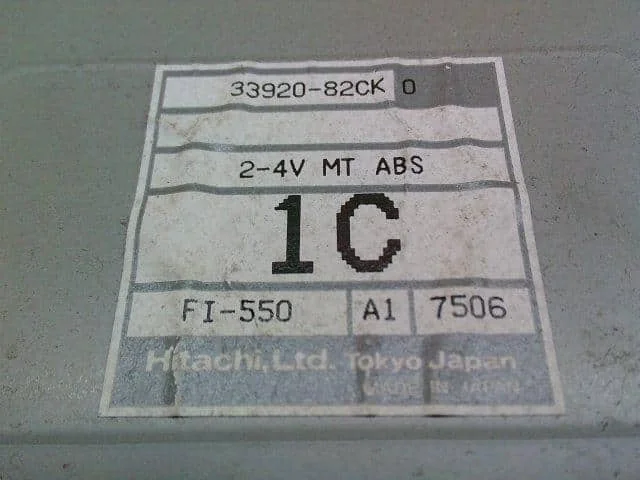 33920-82CK 0
2-4V MT ABS
1C
FI-550 A1 7506
Hitachi, Ltd. Tokyo Japan
MADE IN JAPAN